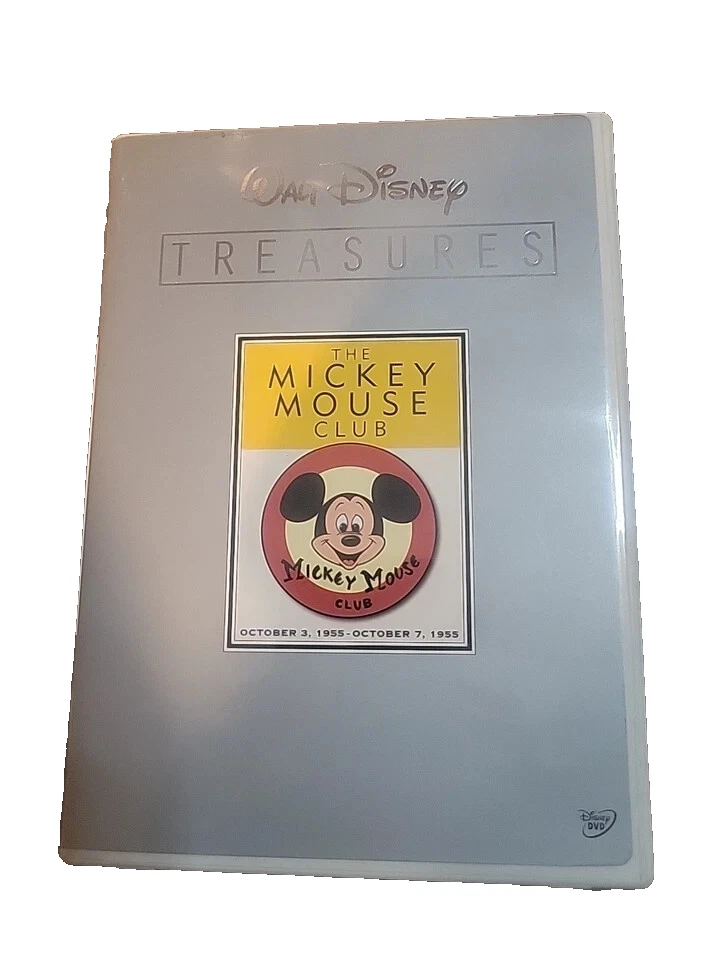 WALT DISNEY
TREASURES
THE
MICKEY
MOUSE
CLUB
MICKEY MOUSE
CLUB
OCTOBER 3, 1955-OCTOBER 7, 1955
DISNEY
DVD